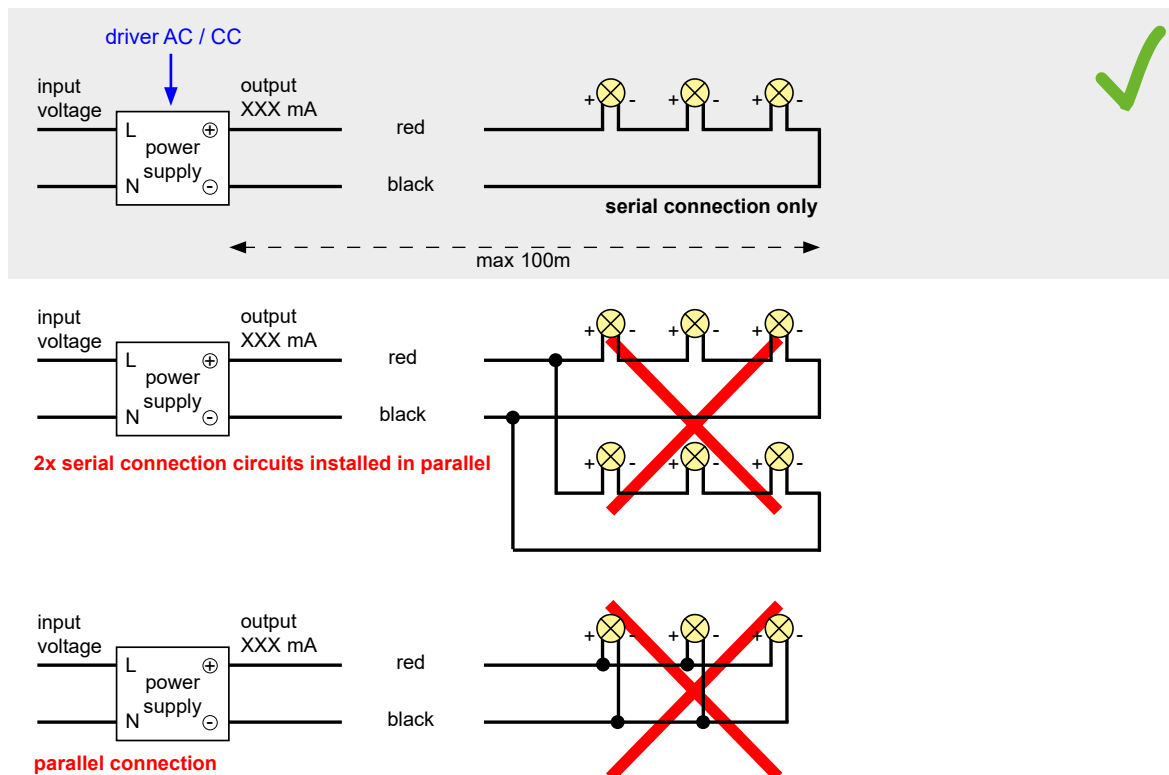 driver AC / CC
input
voltage
output
XXX mA
L
+
power
supply
N
-
red
black
+ - + - + -
serial connection only
max 100m
input
voltage
output
XXX mA
L
+
power
supply
N
-
red
black
+ - + - + -
2x serial connection circuits installed in parallel
+ - + - + -
input
voltage
output
XXX mA
L
+
power
supply
N
-
red
black
+ - + - + -
parallel connection